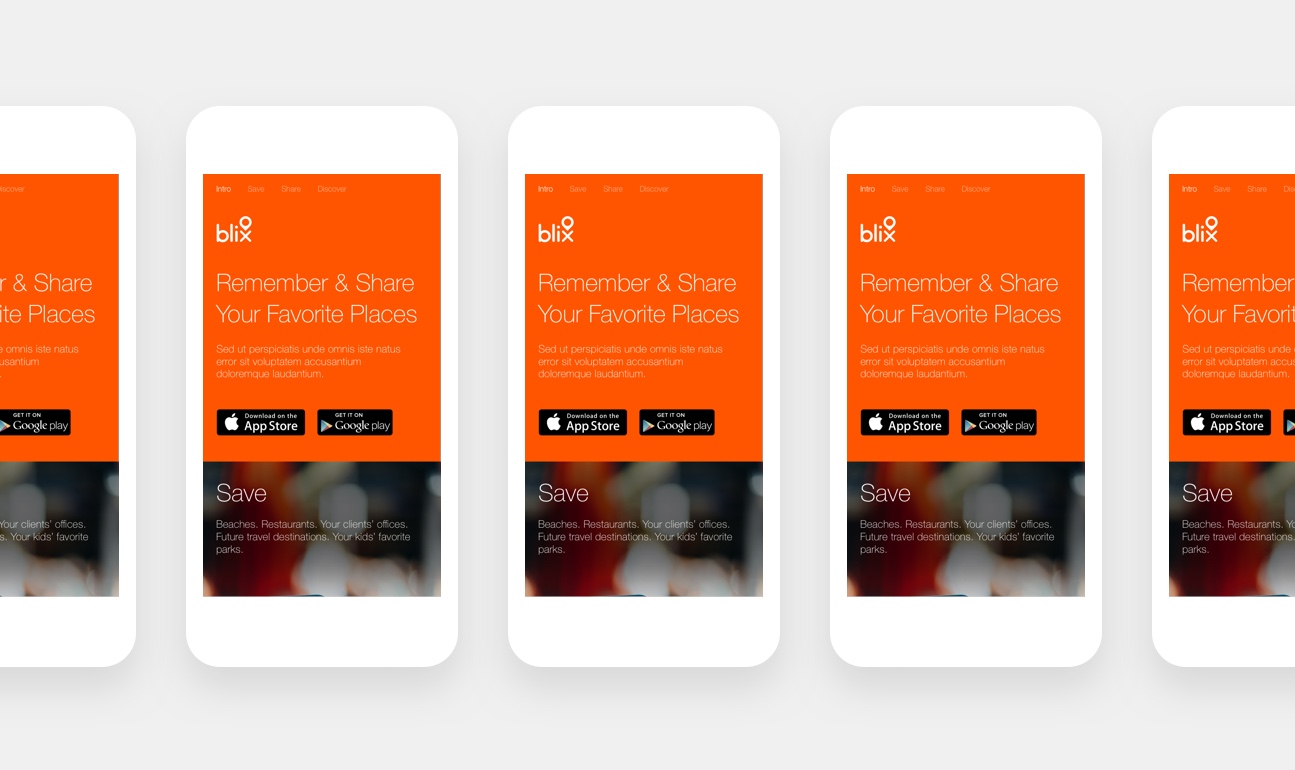 Discover
r & Share
ite Places
omnis iste natus
usantium
.
GET IT ON
Google play
Your clients' offices.
s. Your kids' favorite
Intro Save Share Discover
blix
Remember & Share
Your Favorite Places
Sed ut perspiciatis unde omnis iste natus
error sit voluptatem accusantium
doloremque laudantium.
Download on the
App Store
GET IT ON
Google play
Save
Beaches. Restaurants. Your clients' offices.
Future travel destinations. Your kids' favorite
parks.
Intro Save Share Discover
blix
Remember & Share
Your Favorite Places
Sed ut perspiciatis unde omnis iste natus
error sit voluptatem accusantium
doloremque laudantium.
Download on the
App Store
GET IT ON
Google play
Save
Beaches. Restaurants. Your clients' offices.
Future travel destinations. Your kids' favorite
parks.
Intro Save Share Discover
blix
Remember & Share
Your Favorite Places
Sed ut perspiciatis unde omnis iste natus
error sit voluptatem accusantium
doloremque laudantium.
Download on the
App Store
GET IT ON
Google play
Save
Beaches. Restaurants. Your clients' offices.
Future travel destinations. Your kids' favorite
parks.
Intro Save Share Dis
blix
Remember
Your Favori
Sed ut perspiciatis unde
error sit voluptatem accu
doloremque laudantium.
Download on the
App Store
Save
Beaches. Restaurants. Yo
Future travel destinations.
parks.